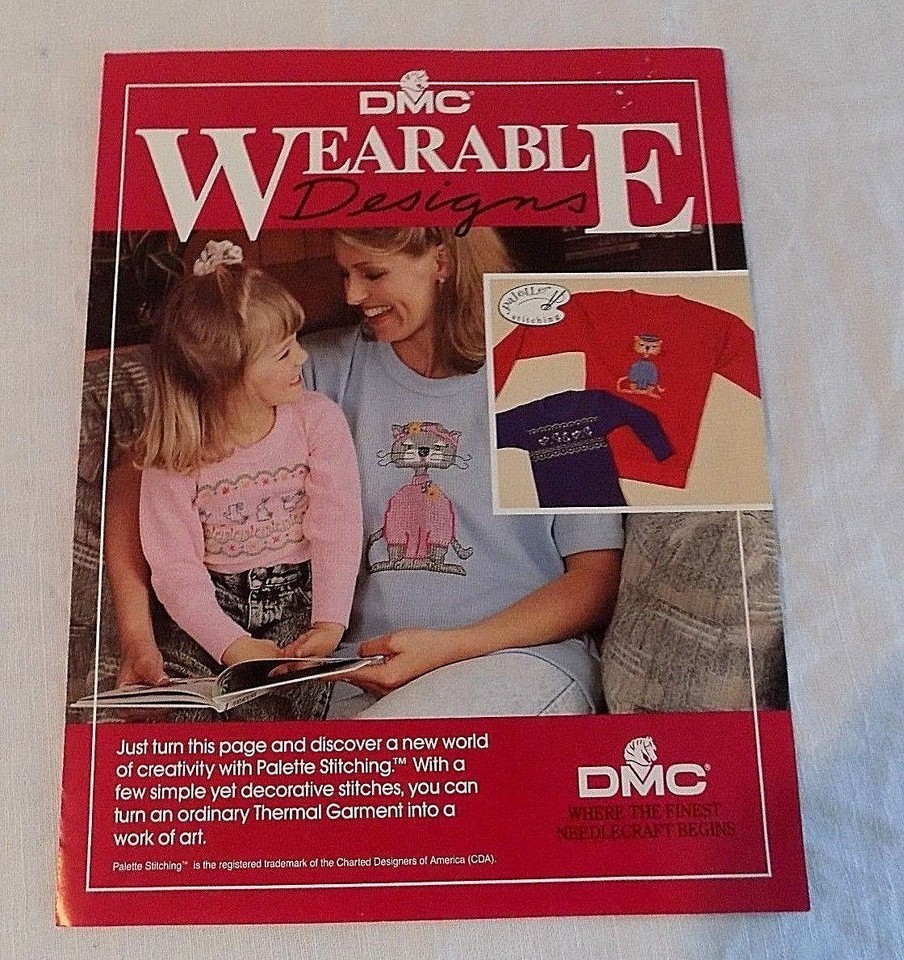 DMC®
WEARABLE
Designs
palette™
stitching
Just turn this page and discover a new world
of creativity with Palette Stitching.™ With a
few simple yet decorative stitches, you can
turn an ordinary Thermal Garment into a
work of art.
Palette Stitching™ is the registered trademark of the Charted Designers of America (CDA).
DMC®
WHERE THE FINEST
NEEDLECRAFT BEGINS